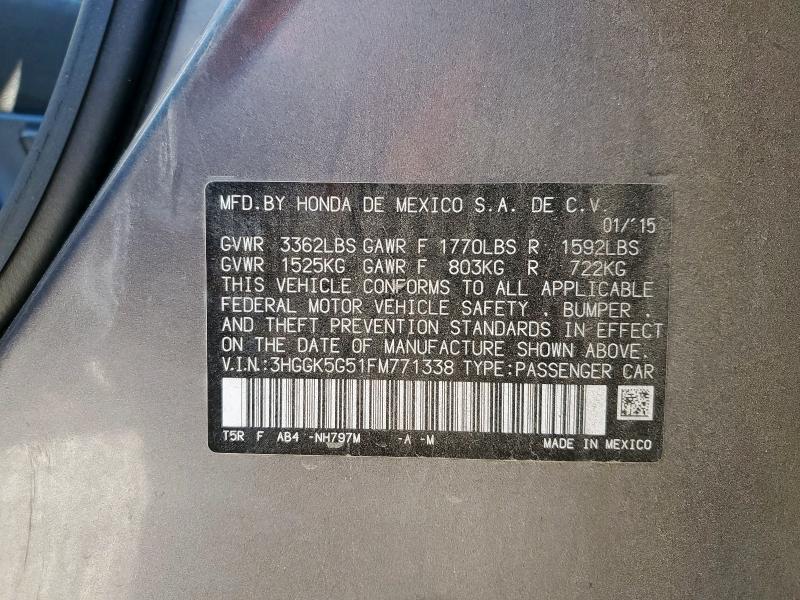 MFD.BY HONDA DE MEXICO S.A. DE C.V.
01/'15
GVWR 3362LBS GAWR F 1770LBS R 1592LBS
GVWR 1525KG GAWR F 803KG R 722KG
THIS VEHICLE CONFORMS TO ALL APPLICABLE
FEDERAL MOTOR VEHICLE SAFETY , BUMPER ,
AND THEFT PREVENTION STANDARDS IN EFFECT
ON THE DATE OF MANUFACTURE SHOWN ABOVE.
V.I.N.:3HGGK5G51FM771338 TYPE:PASSENGER CAR
T5R F AB4 -NH797M -A -M MADE IN MEXICO